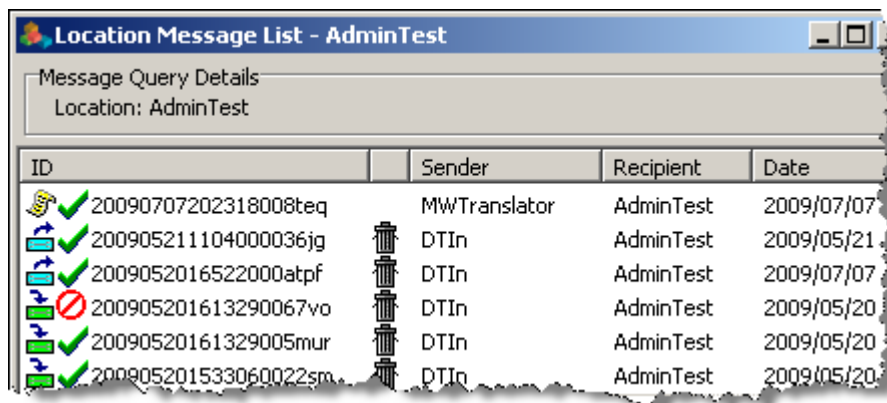 Location Message List - AdminTest
Message Query Details
Location: AdminTest
ID Sender Recipient Date
20090707202318008teq MWTranslator AdminTest 2009/07/07
200905211104000036jg DTIn AdminTest 2009/05/21
2009052016522000atpf DTIn AdminTest 2009/07/07
200905201613290067vo DTIn AdminTest 2009/05/20
20090520161329005mur DTIn AdminTest 2009/05/20
200905201533060022sm DTIn AdminTest 2009/05/20